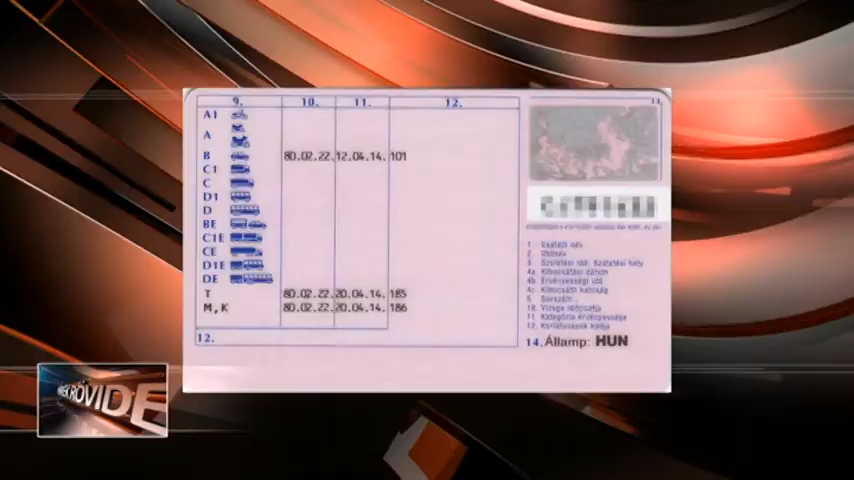 9. 10. 11. 12.
A1
A
B 80.02.22. 12.04.14. 101
C1
C
D1
D
BE
C1E
CE
D1E
DE
T 80.02.22. 20.04.14. 185
M,K 80.02.22. 20.04.14. 186
12.
13
1 Családi név
2 Utónév
3 Születési idő, Születési hely
4a Kibocsátási dátum
4b Érvényességi idő
4c Kibocsátó hatóság
5 Sorszám
10. Vizsga időpontja
11 Kategória érvényessége
12. Korlátozások kódja
14. Államp: HUN
RÖVIDE